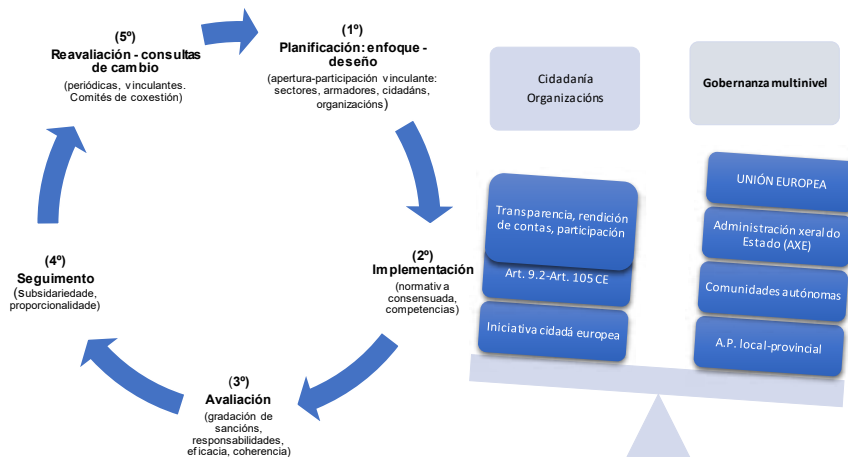 (5º)
Reavaliación - consultas
de cambio
(periódicas, vinculantes.
Comités de coxestión)
(1º)
Planificación: enfoque -
deseño
(apertura-participación vinculante:
sectores, armadores, cidadáns,
organizacións)
(2º)
Implementación
(normativa
consensuada,
competencias)
(3º)
Avaliación
(gradación de
sancións,
responsabilidades,
eficacia, coherencia)
(4º)
Seguimento
(Subsidariedade,
proporcionalidade)
Cidadanía
Organizacións
Transparencia, rendición
de contas, participación
Art. 9.2-Art. 105 CE
Iniciativa cidadá europea
Gobernanza multinivel
UNIÓN EUROPEA
Administración xeral do
Estado (AXE)
Comunidades autónomas
A.P. local-provincial